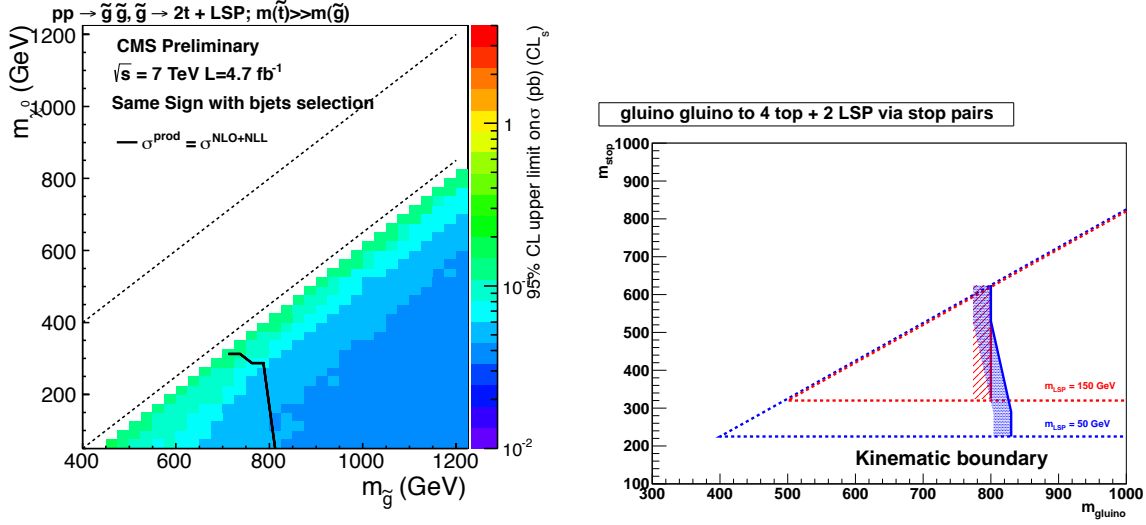 pp → g̃ g̃, g̃ → 2t + LSP; m(t̃)>>m(g̃)
m_χ̃⁰ (GeV)
1200
1000
800
600
400
200
CMS Preliminary
√s = 7 TeV L=4.7 fb⁻¹
Same Sign with bjets selection
σ^prod = σ^NLO+NLL
400 600 800 1000 1200
m_g̃ (GeV)
1
10⁻¹
10⁻²
95% CL upper limit on σ (pb) (CL_s)
gluino gluino to 4 top + 2 LSP via stop pairs
m_stop
1000
900
800
700
600
500
400
300
200
100
m_LSP = 150 GeV
m_LSP = 50 GeV
Kinematic boundary
300 400 500 600 700 800 900 1000
m_gluino